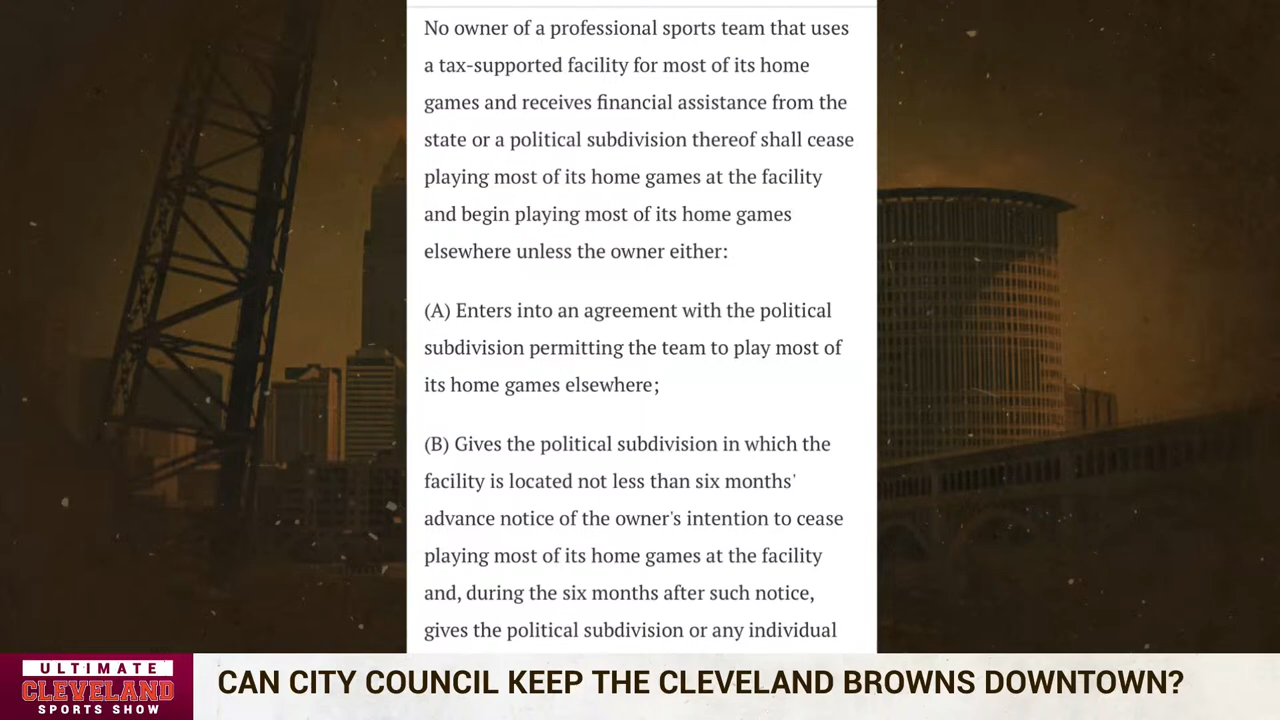 No owner of a professional sports team that uses
a tax-supported facility for most of its home
games and receives financial assistance from the
state or a political subdivision thereof shall cease
playing most of its home games at the facility
and begin playing most of its home games
elsewhere unless the owner either:
(A) Enters into an agreement with the political
subdivision permitting the team to play most of
its home games elsewhere;
(B) Gives the political subdivision in which the
facility is located not less than six months'
advance notice of the owner's intention to cease
playing most of its home games at the facility
and, during the six months after such notice,
gives the political subdivision or any individual
ULTIMATE
CLEVELAND
SPORTS SHOW
CAN CITY COUNCIL KEEP THE CLEVELAND BROWNS DOWNTOWN?